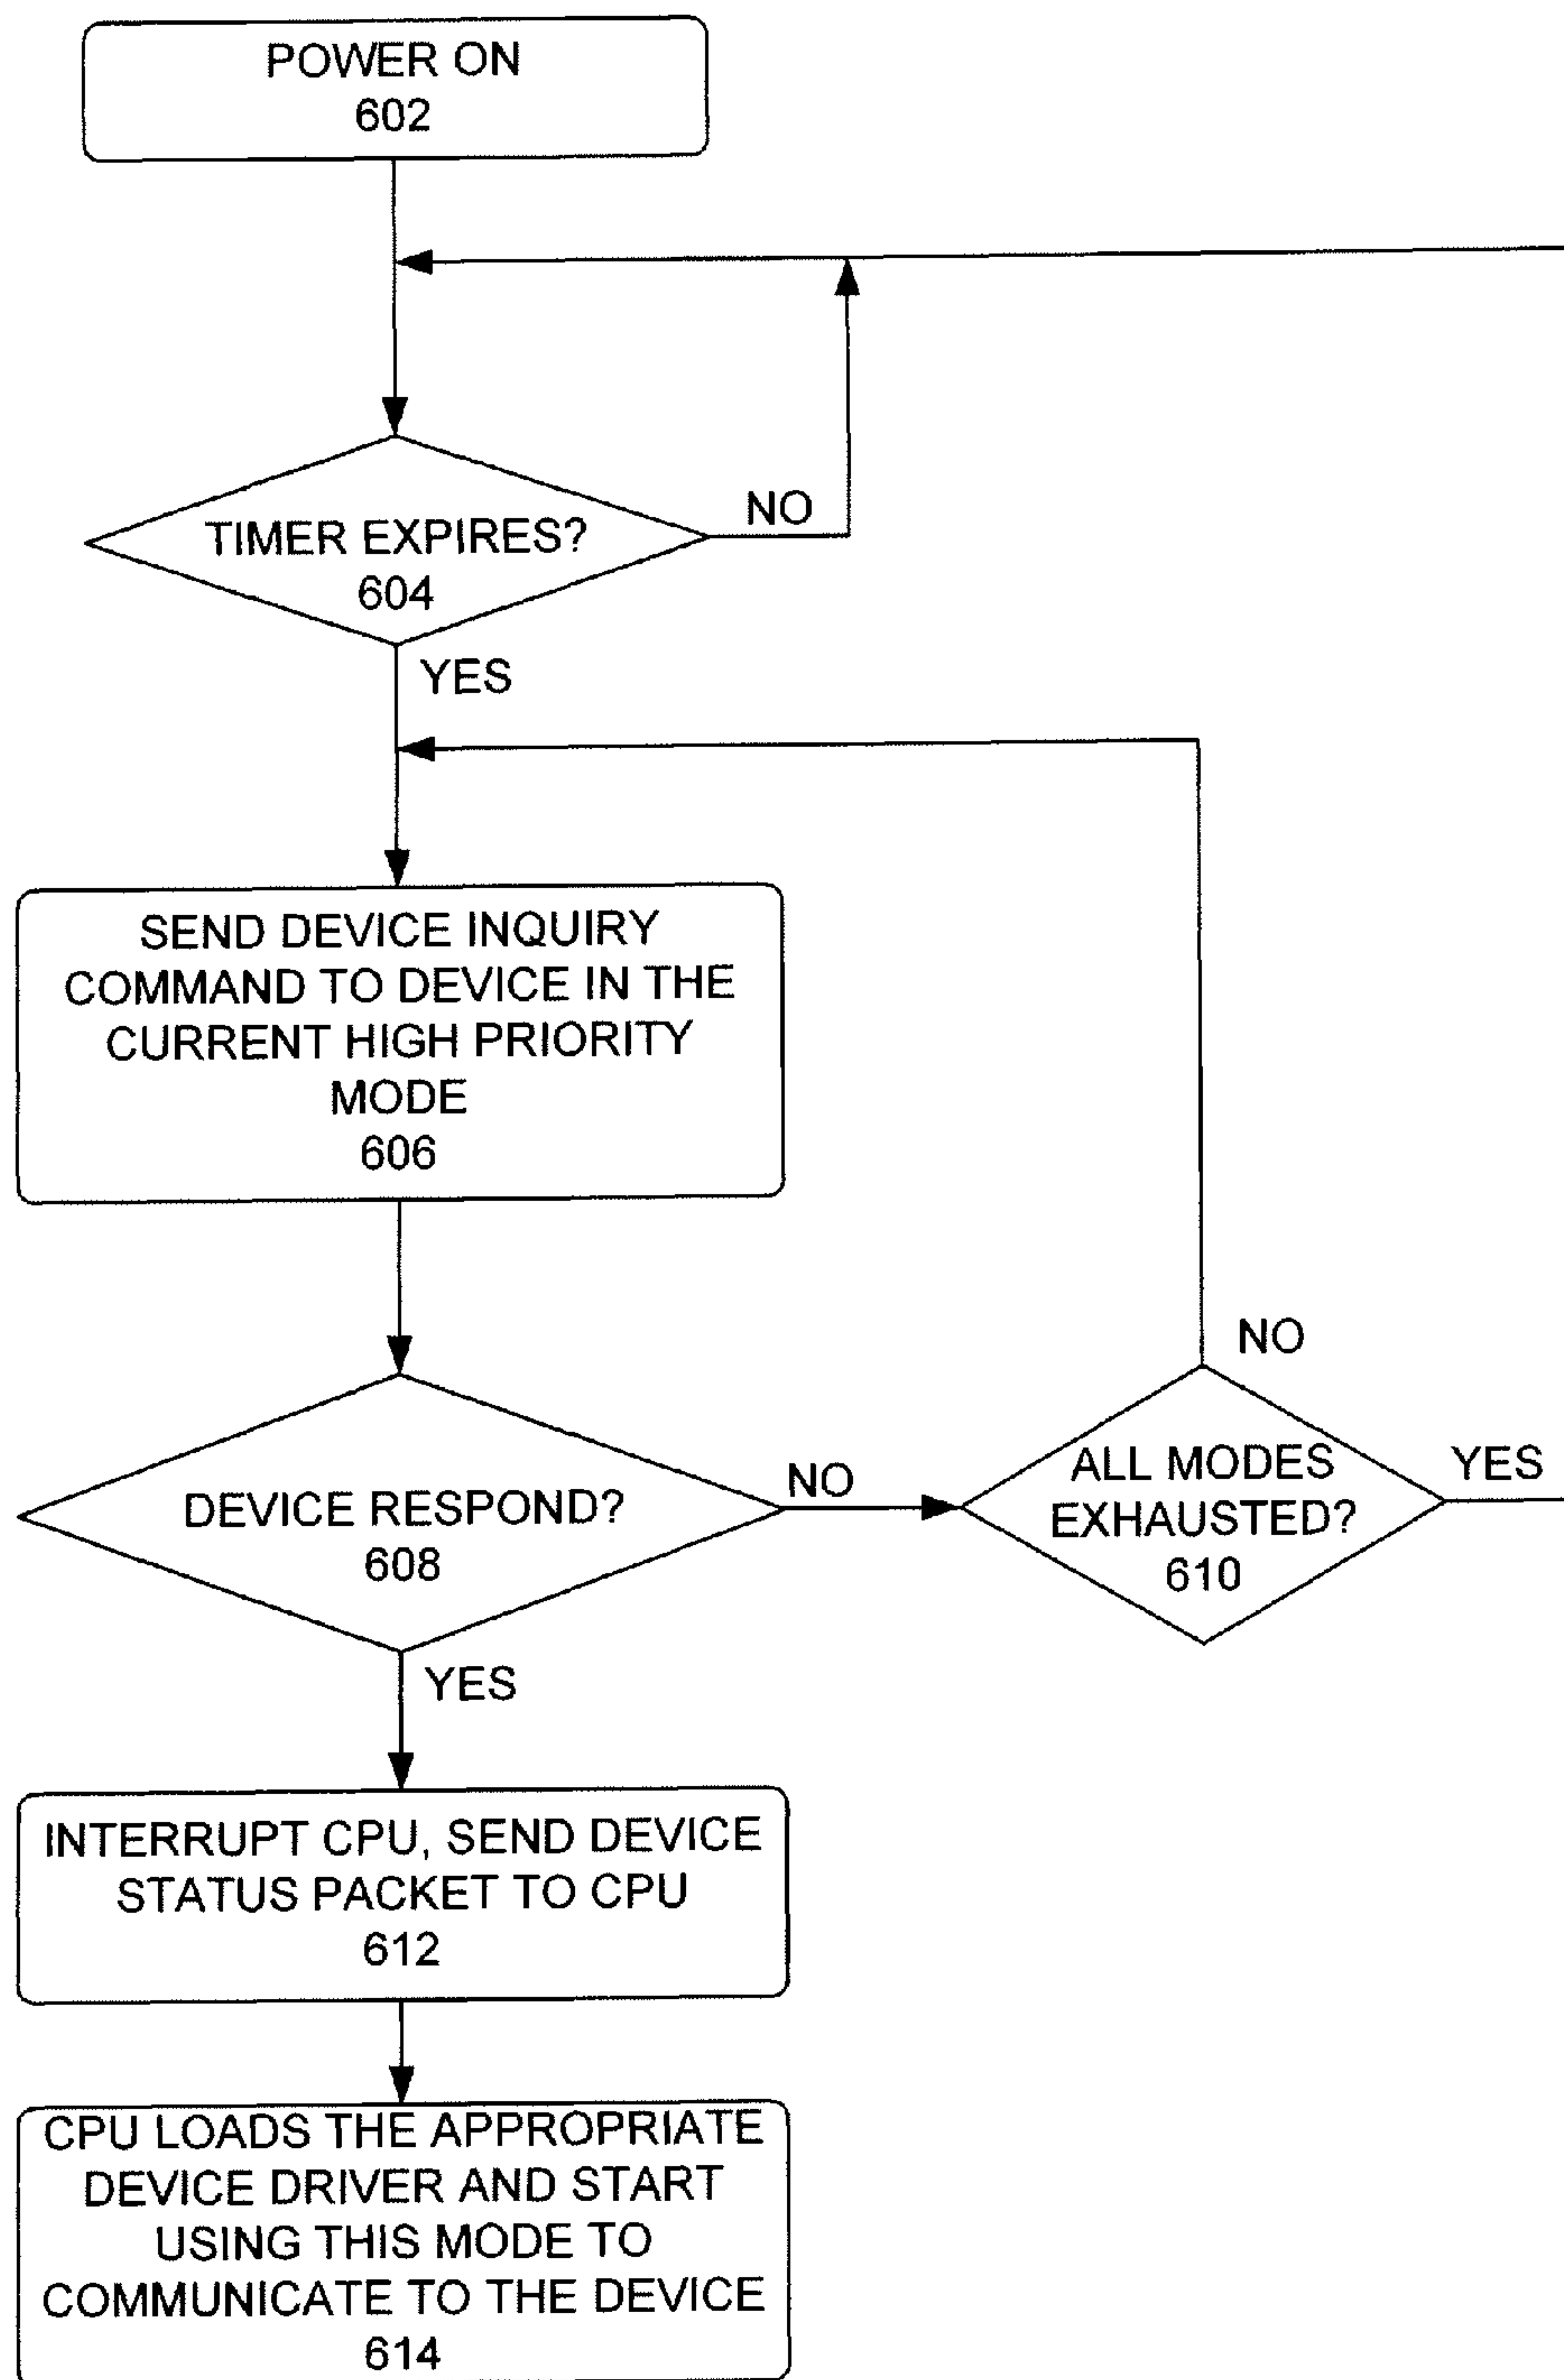 POWER ON
602
TIMER EXPIRES?
604
NO
YES
SEND DEVICE INQUIRY
COMMAND TO DEVICE IN THE
CURRENT HIGH PRIORITY
MODE
606
DEVICE RESPOND?
608
NO
ALL MODES
EXHAUSTED?
610
NO
YES
YES
INTERRUPT CPU, SEND DEVICE
STATUS PACKET TO CPU
612
CPU LOADS THE APPROPRIATE
DEVICE DRIVER AND START
USING THIS MODE TO
COMMUNICATE TO THE DEVICE
614